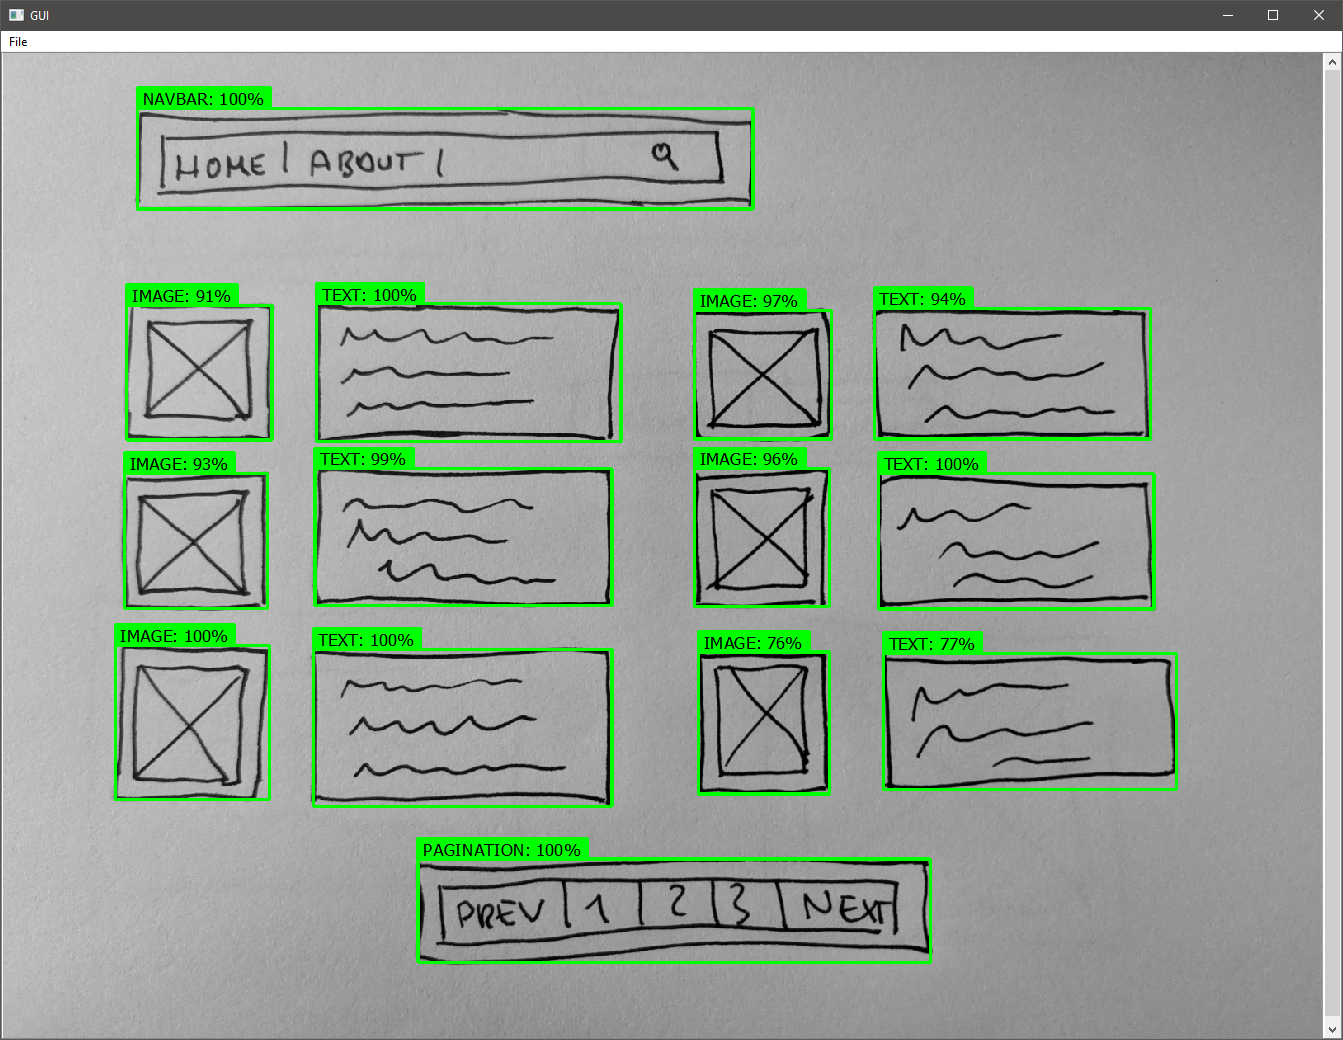 GUI
File
NAVBAR: 100%
HOME | ABOUT |
IMAGE: 91% TEXT: 100% IMAGE: 97% TEXT: 94%
IMAGE: 93% TEXT: 99% IMAGE: 96% TEXT: 100%
IMAGE: 100% TEXT: 100% IMAGE: 76% TEXT: 77%
PAGINATION: 100%
PREV 1 2 3 NEXT